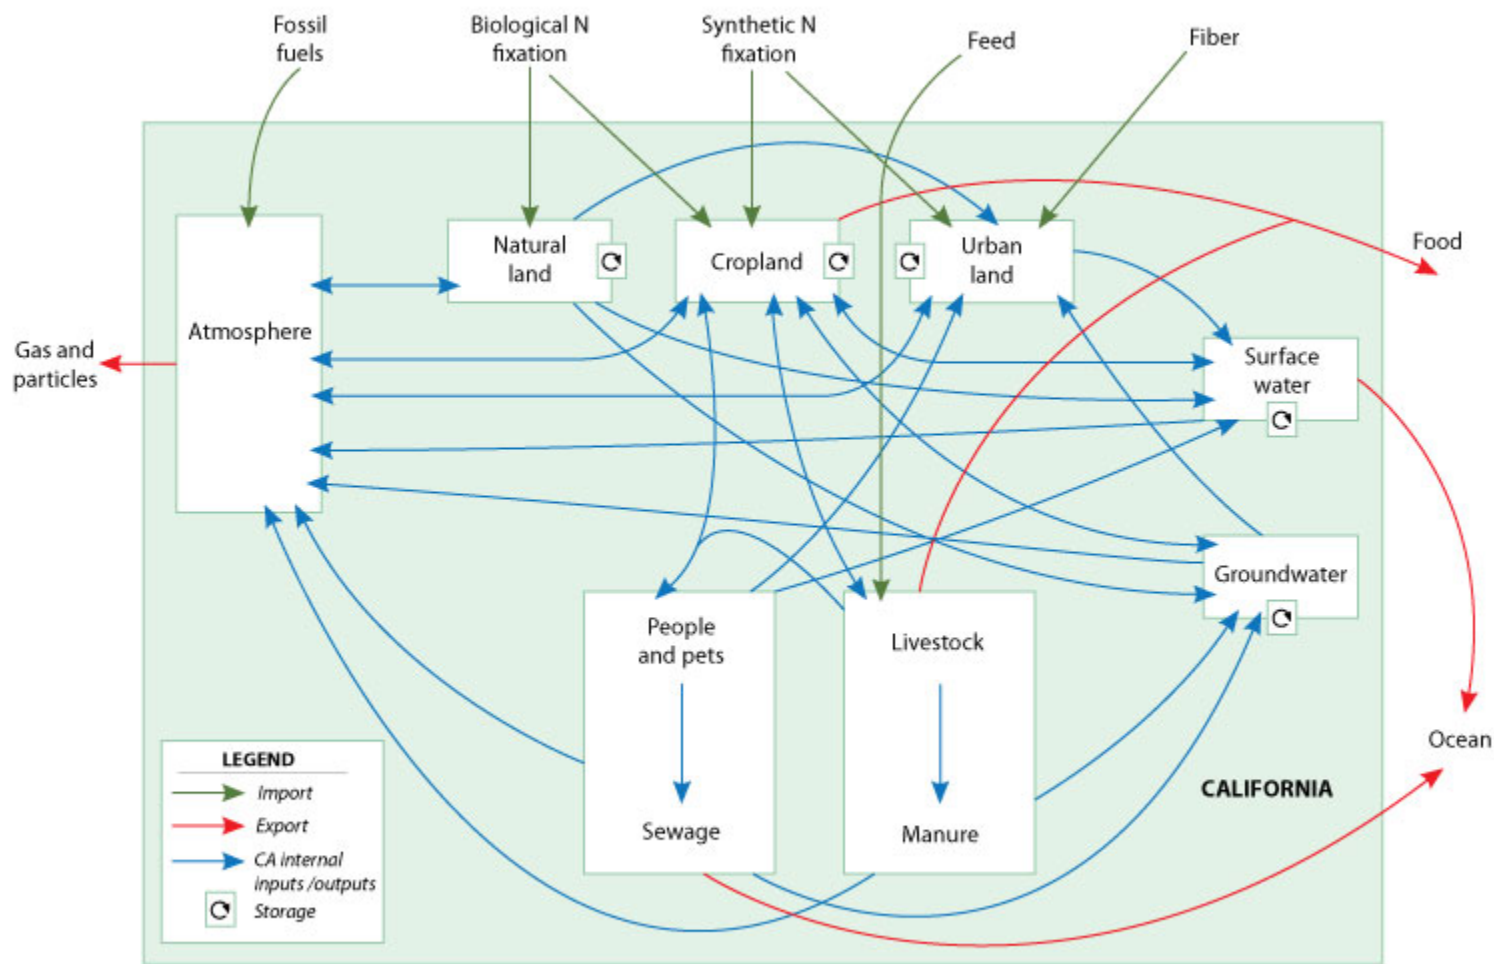 Fossil
fuels
Biological N
fixation
Synthetic N
fixation
Feed
Fiber
Natural
land
Cropland
Urban
land
Food
Atmosphere
Gas and
particles
Surface
water
Groundwater
People
and pets
Livestock
Sewage
Manure
Ocean
CALIFORNIA
LEGEND
Import
Export
CA internal
inputs /outputs
Storage